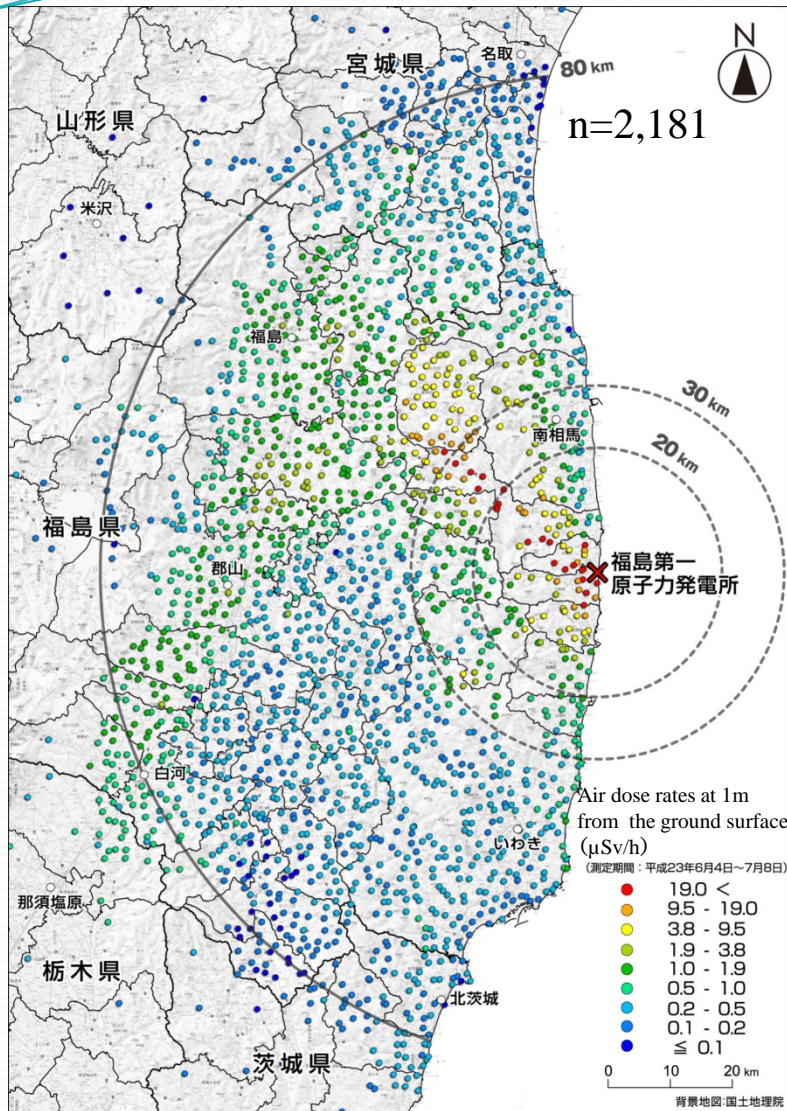 宮城県
名取
80 km
N
n=2,181
山形県
米沢
福島
30 km
南相馬
20 km
福島県
郡山
福島第一
原子力発電所
白河
Air dose rates at 1m
from the ground surface
(μSv/h)
いわき
(測定期間:平成23年6月4日~7月8日)
那須塩原
19.0 <
9.5 - 19.0
3.8 - 9.5
1.9 - 3.8
1.0 - 1.9
0.5 - 1.0
0.2 - 0.5
0.1 - 0.2
≦ 0.1
栃木県
北茨城
茨城県
0 10 20 km
背景地図:国土地理院